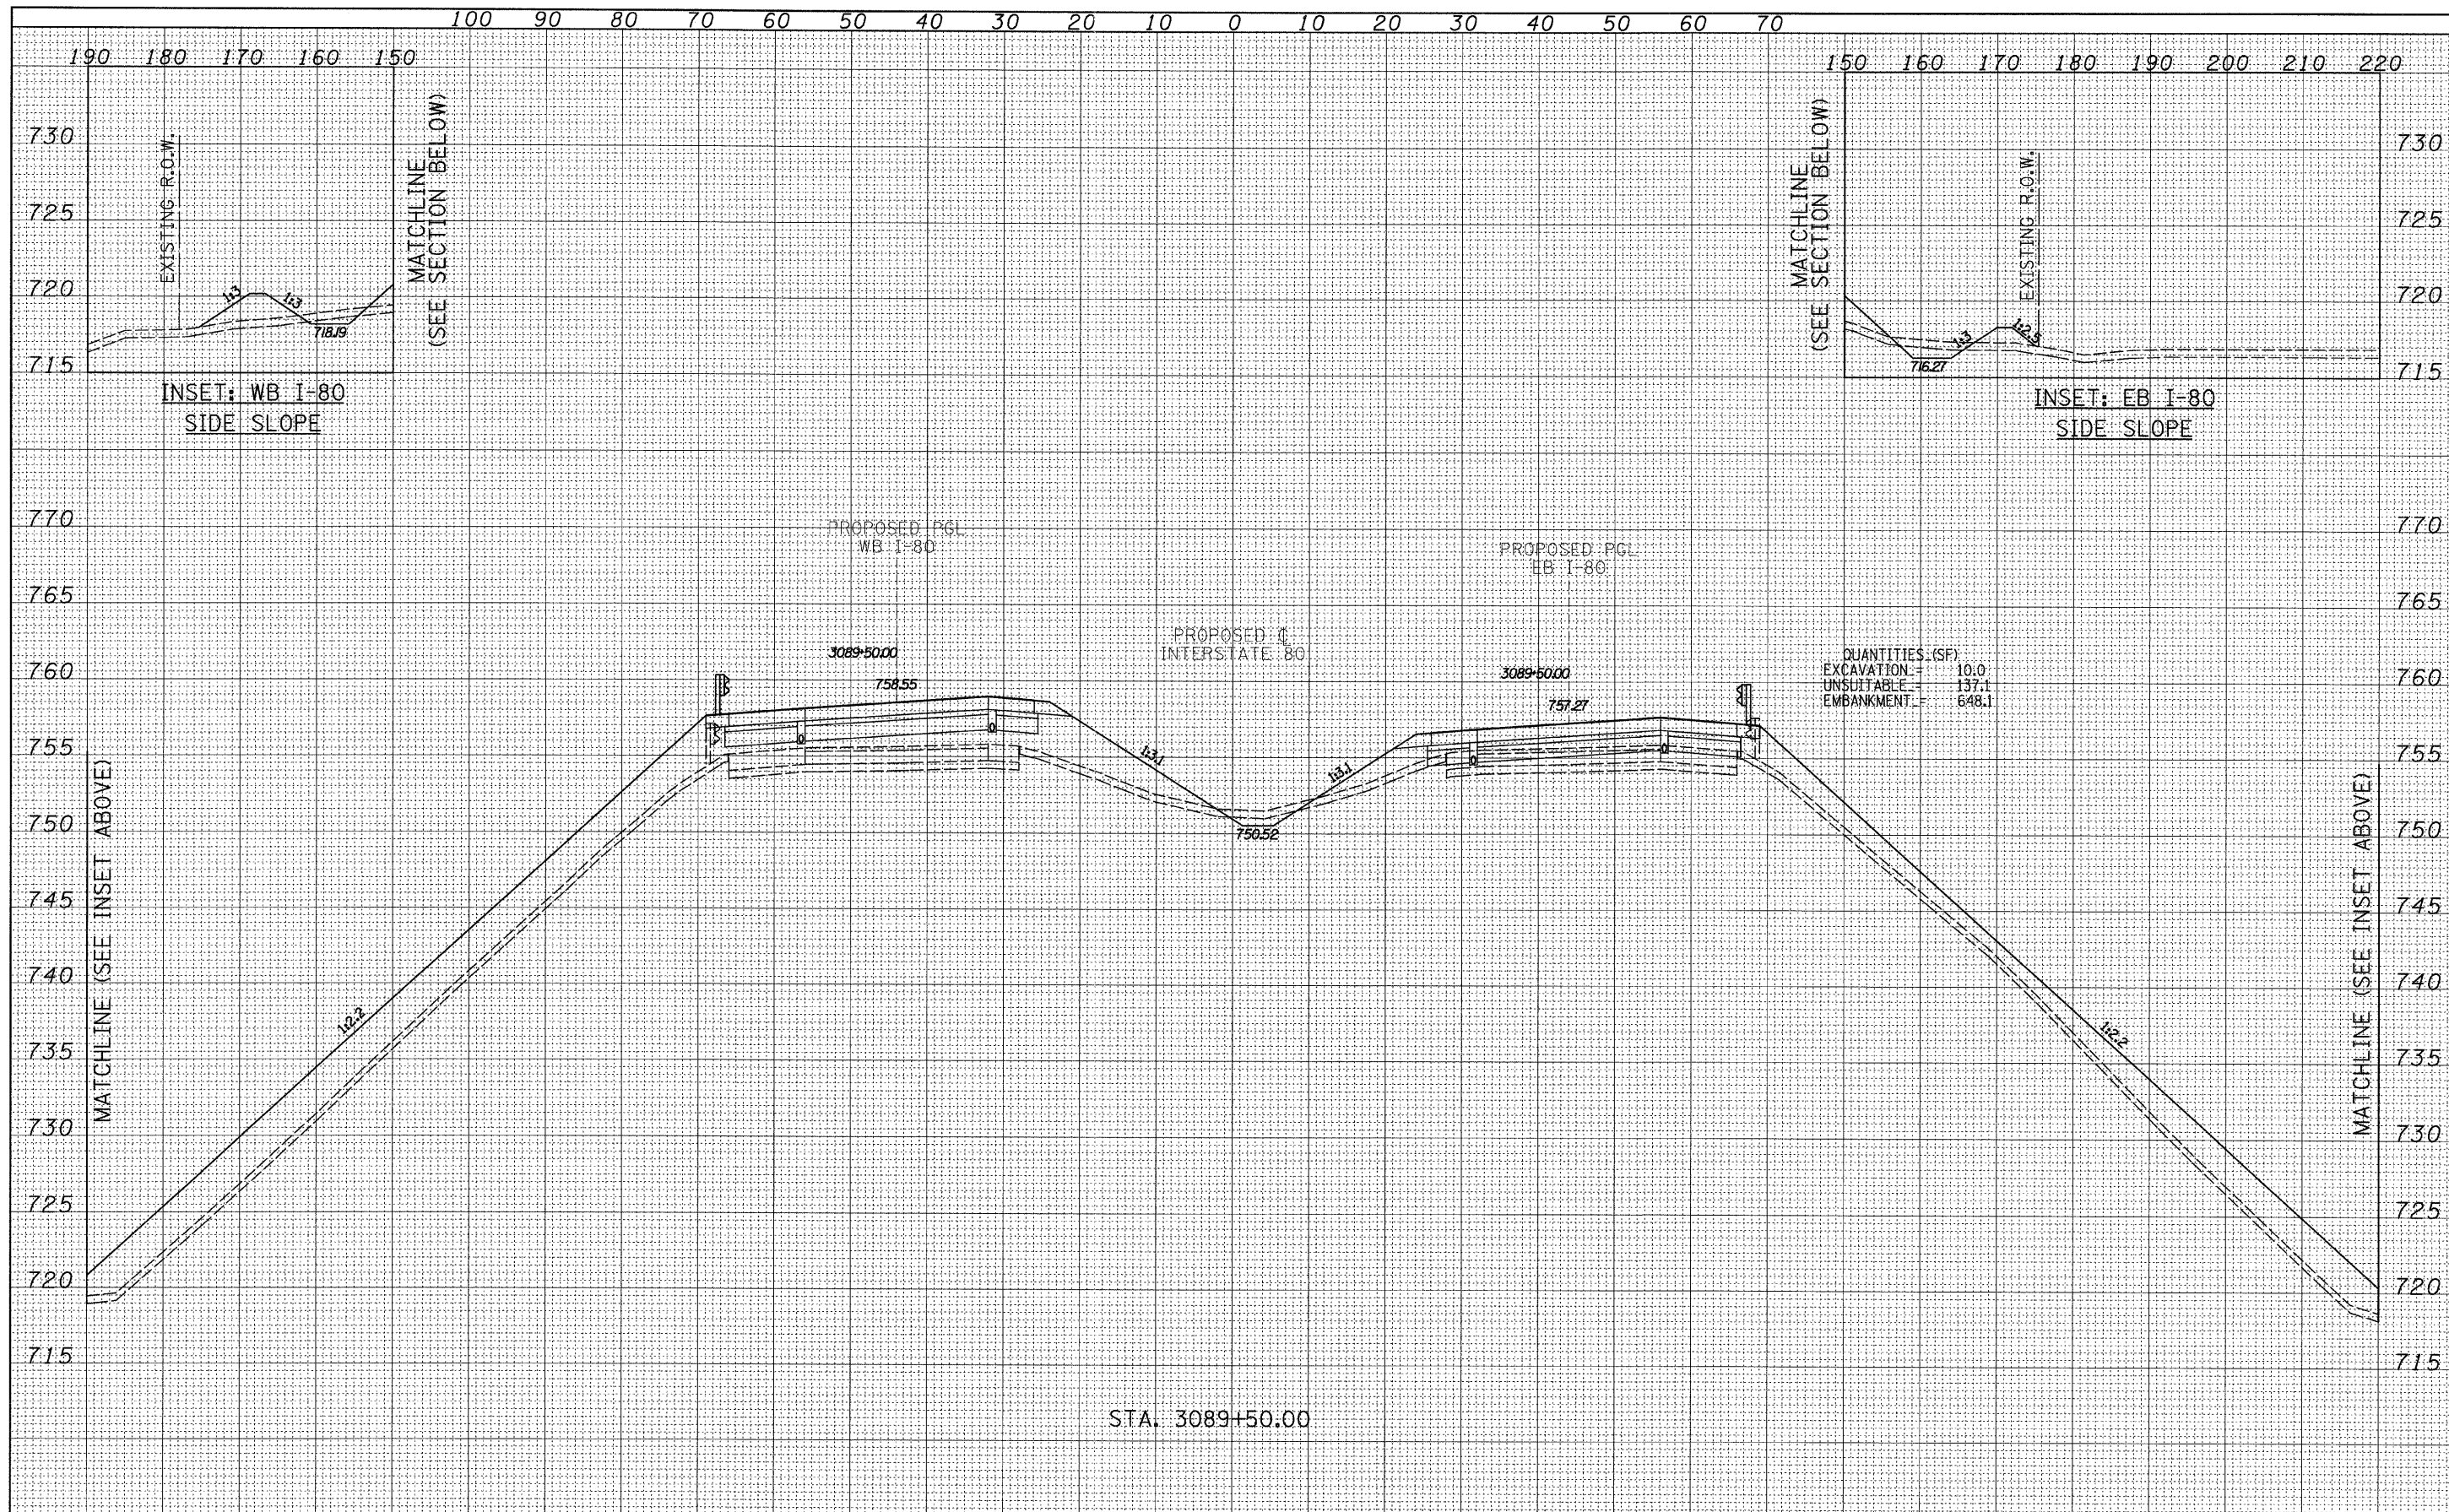 100 90 80 70 60 50 40 30 20 10 0 10 20 30 40 50 60 70
190 180 170 160 150
150 160 170 180 190 200 210 220
730
725
720
715
EXISTING R.O.W.
1:3
1:3
718.19
MATCHLINE
(SEE SECTION BELOW)
INSET: WB I-80
SIDE SLOPE
MATCHLINE
(SEE SECTION BELOW)
EXISTING R.O.W.
1:3
1:2.5
716.27
730
725
720
715
INSET: EB I-80
SIDE SLOPE
770
765
760
755
750
745
740
735
730
725
720
715
MATCHLINE (SEE INSET ABOVE)
PROPOSED PGL
WB I-80
3089+50.00
758.55
PROPOSED ℄
INTERSTATE 80
PROPOSED PGL
EB I-80
3089+50.00
757.27
QUANTITIES (SF)
EXCAVATION = 10.0
UNSUITABLE = 137.1
EMBANKMENT = 648.1
1:3.1
1:3.1
750.52
1:2.2
1:2.2
MATCHLINE (SEE INSET ABOVE)
770
765
760
755
750
745
740
735
730
725
720
715
STA. 3089+50.00